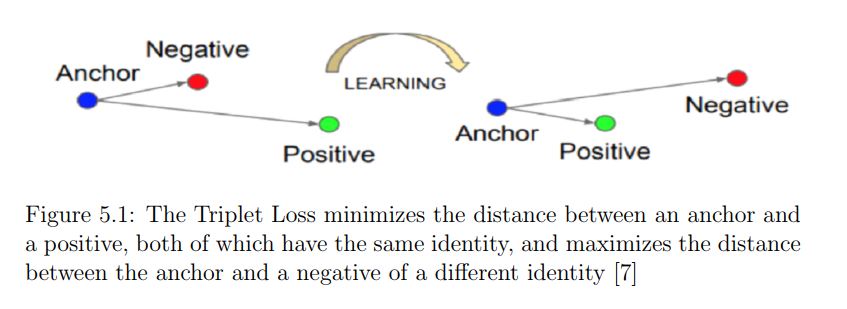 Negative
Anchor
LEARNING
Positive
Anchor
Negative
Positive
Figure 5.1: The Triplet Loss minimizes the distance between an anchor and
a positive, both of which have the same identity, and maximizes the distance
between the anchor and a negative of a different identity [7]